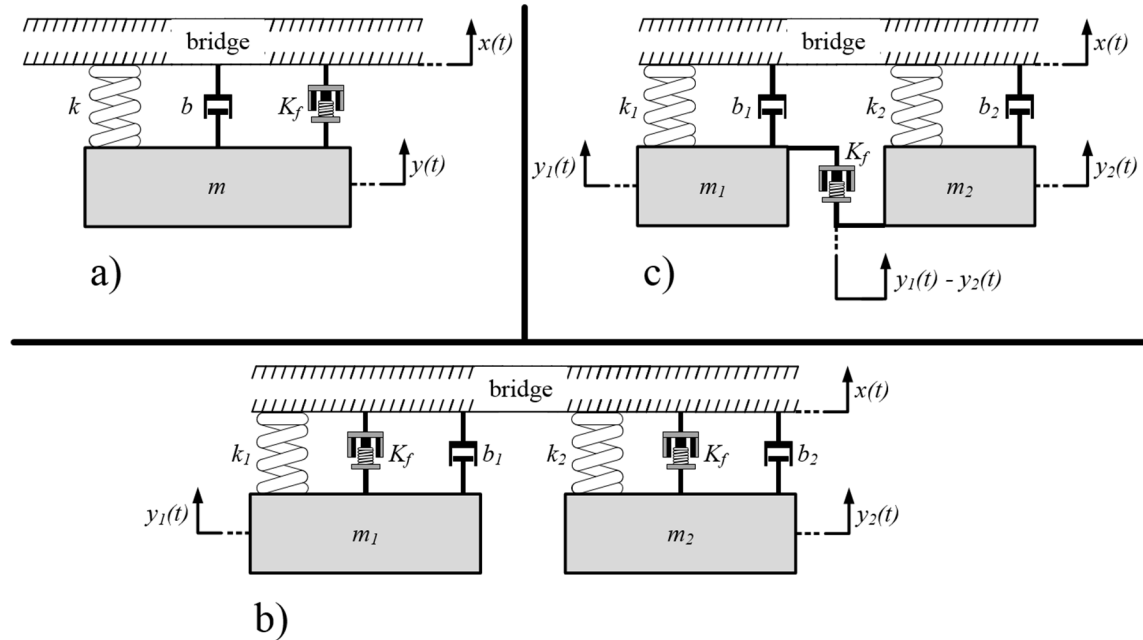 bridge
x(t)
k
b
K_f
m
y(t)
a)
bridge
x(t)
k_1
b_1
k_2
b_2
y_1(t)
m_1
K_f
m_2
y_2(t)
c)
y_1(t) - y_2(t)
bridge
x(t)
k_1
K_f
b_1
k_2
K_f
b_2
y_1(t)
m_1
m_2
y_2(t)
b)